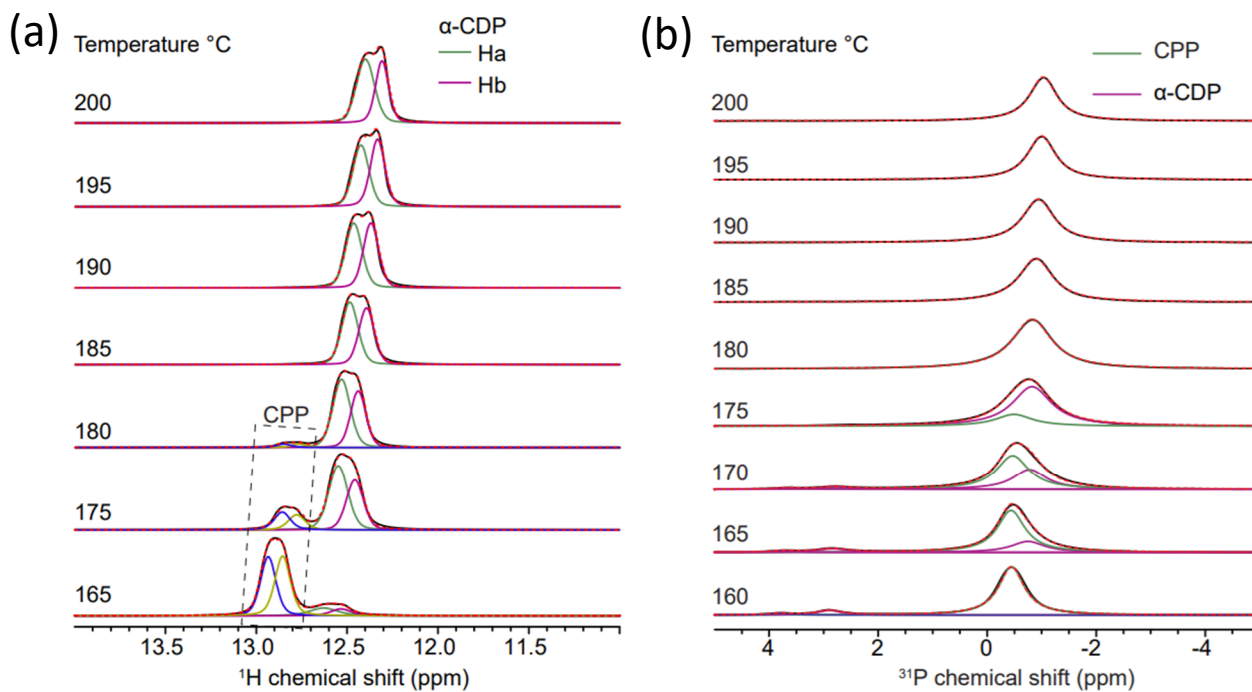 (a)
Temperature °C
α-CDP
Ha
Hb
200
195
190
185
180
CPP
175
165
13.5 13.0 12.5 12.0 11.5
¹H chemical shift (ppm)
(b)
Temperature °C
CPP
α-CDP
200
195
190
185
180
175
170
165
160
4 2 0 -2 -4
³¹P chemical shift (ppm)